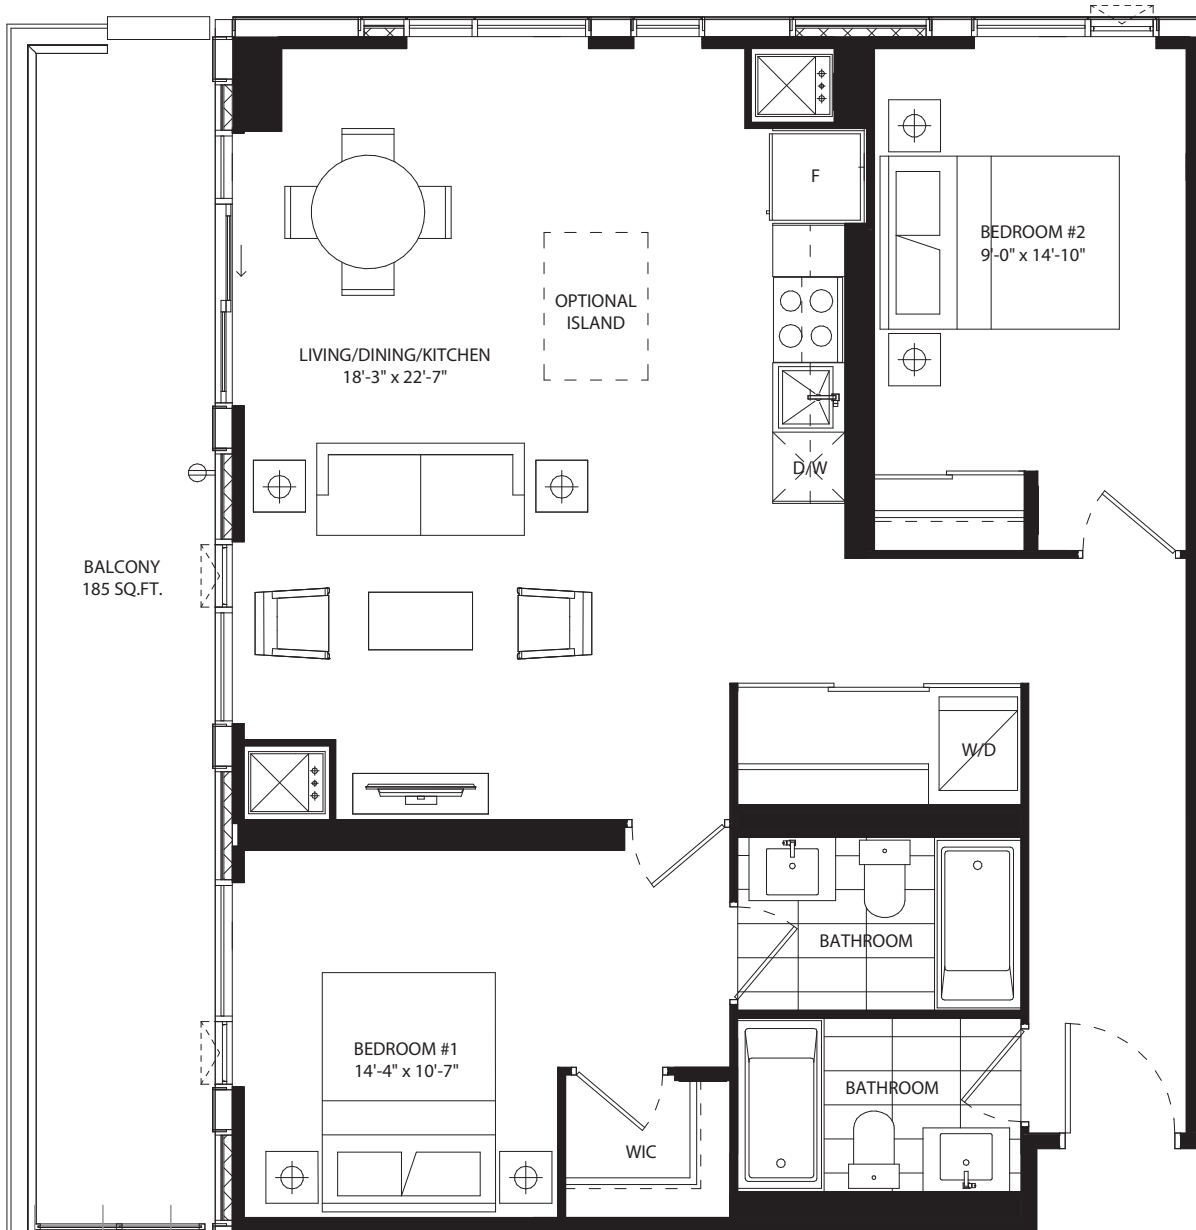 F
BEDROOM #2
9'-0" x 14'-10"
OPTIONAL
ISLAND
LIVING/DINING/KITCHEN
18'-3" x 22'-7"
D/W
BALCONY
185 SQ.FT.
W/D
BATHROOM
BEDROOM #1
14'-4" x 10'-7"
BATHROOM
WIC